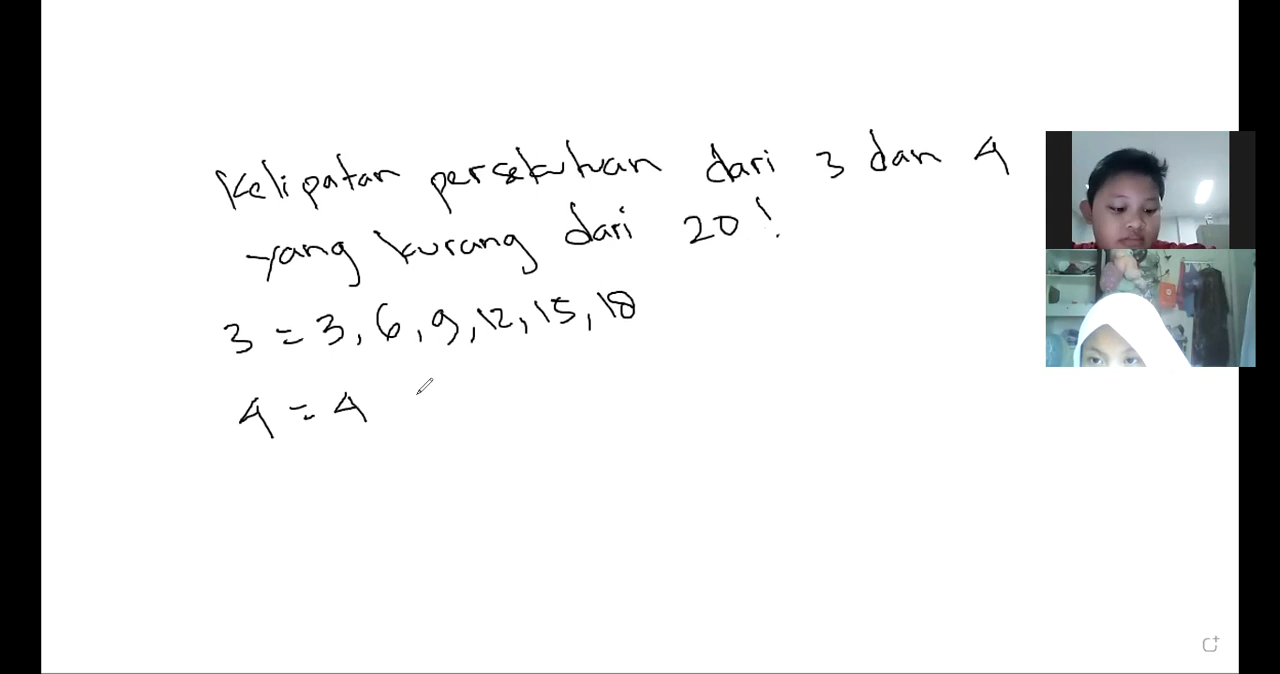 Kelipatan persekutuan dari 3 dan 4
yang kurang dari 20!
3 = 3, 6, 9, 12, 15, 18
4 = 4